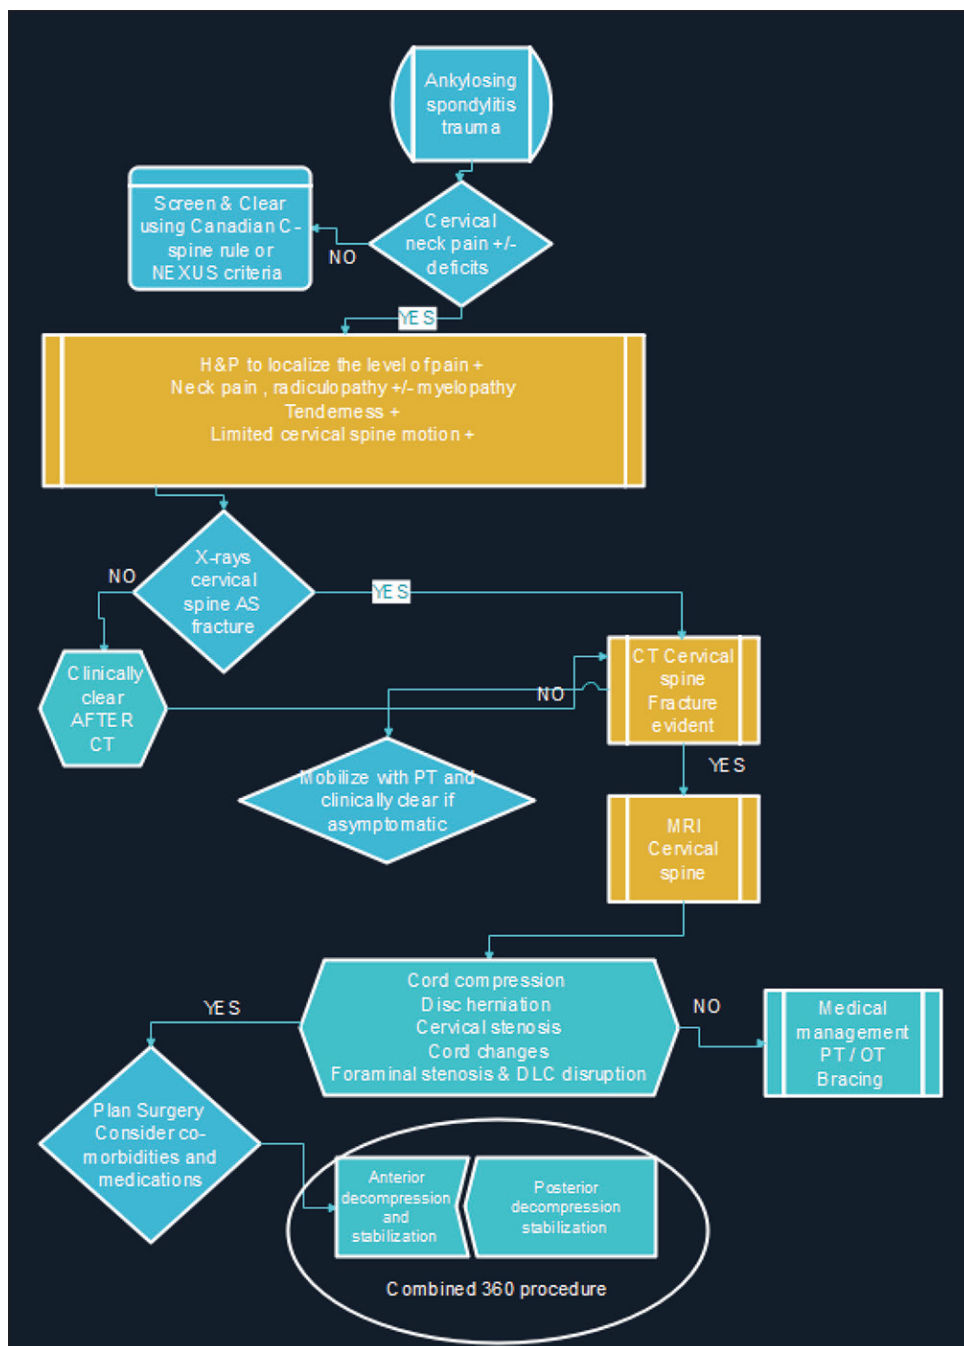 Ankylosing
spondylitis
trauma
Screen & Clear
using Canadian C-
spine rule or
NEXUS criteria
NO
Cervical
neck pain +/-
deficits
YES
H&P to localize the level of pain +
Neck pain , radiculopathy +/- myelopathy
Tenderness +
Limited cervical spine motion +
NO
X-rays
cervical
spine AS
fracture
YES
Clinically
clear
AFTER
CT
NO
CT Cervical
spine
Fracture
evident
YES
Mobilize with PT and
clinically clear if
asymptomatic
MRI
Cervical
spine
YES
Cord compression
Disc herniation
Cervical stenosis
Cord changes
Foraminal stenosis & DLC disruption
NO
Medical
management
PT / OT
Bracing
Plan Surgery
Consider co-
morbidities and
medications
Anterior
decompression
and
stabilization
Posterior
decompression
stabilization
Combined 360 procedure